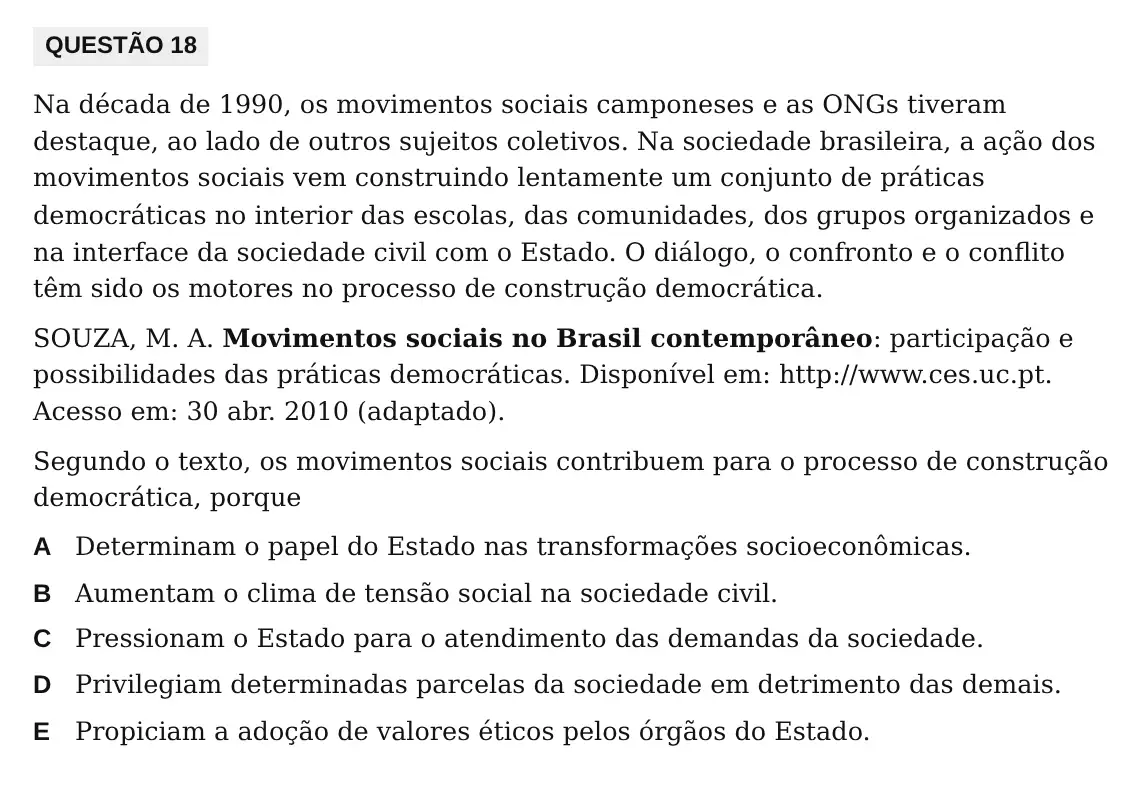 QUESTÃO 18
Na década de 1990, os movimentos sociais camponeses e as ONGs tiveram
destaque, ao lado de outros sujeitos coletivos. Na sociedade brasileira, a ação dos
movimentos sociais vem construindo lentamente um conjunto de práticas
democráticas no interior das escolas, das comunidades, dos grupos organizados e
na interface da sociedade civil com o Estado. O diálogo, o confronto e o conflito
têm sido os motores no processo de construção democrática.
SOUZA, M. A. Movimentos sociais no Brasil contemporâneo: participação e
possibilidades das práticas democráticas. Disponível em: http://www.ces.uc.pt.
Acesso em: 30 abr. 2010 (adaptado).
Segundo o texto, os movimentos sociais contribuem para o processo de construção
democrática, porque
A Determinam o papel do Estado nas transformações socioeconômicas.
B Aumentam o clima de tensão social na sociedade civil.
C Pressionam o Estado para o atendimento das demandas da sociedade.
D Privilegiam determinadas parcelas da sociedade em detrimento das demais.
E Propiciam a adoção de valores éticos pelos órgãos do Estado.